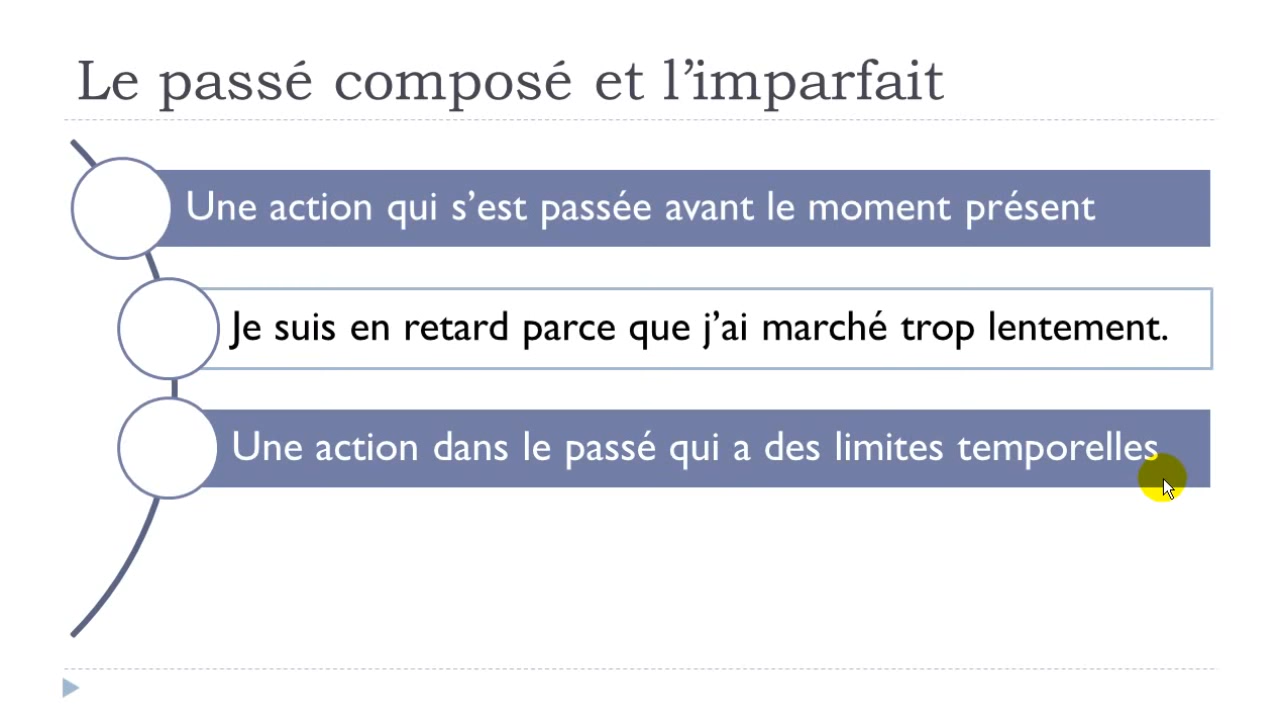 Le passé composé et l’imparfait
Une action qui s’est passée avant le moment présent
Je suis en retard parce que j’ai marché trop lentement.
Une action dans le passé qui a des limites temporelles